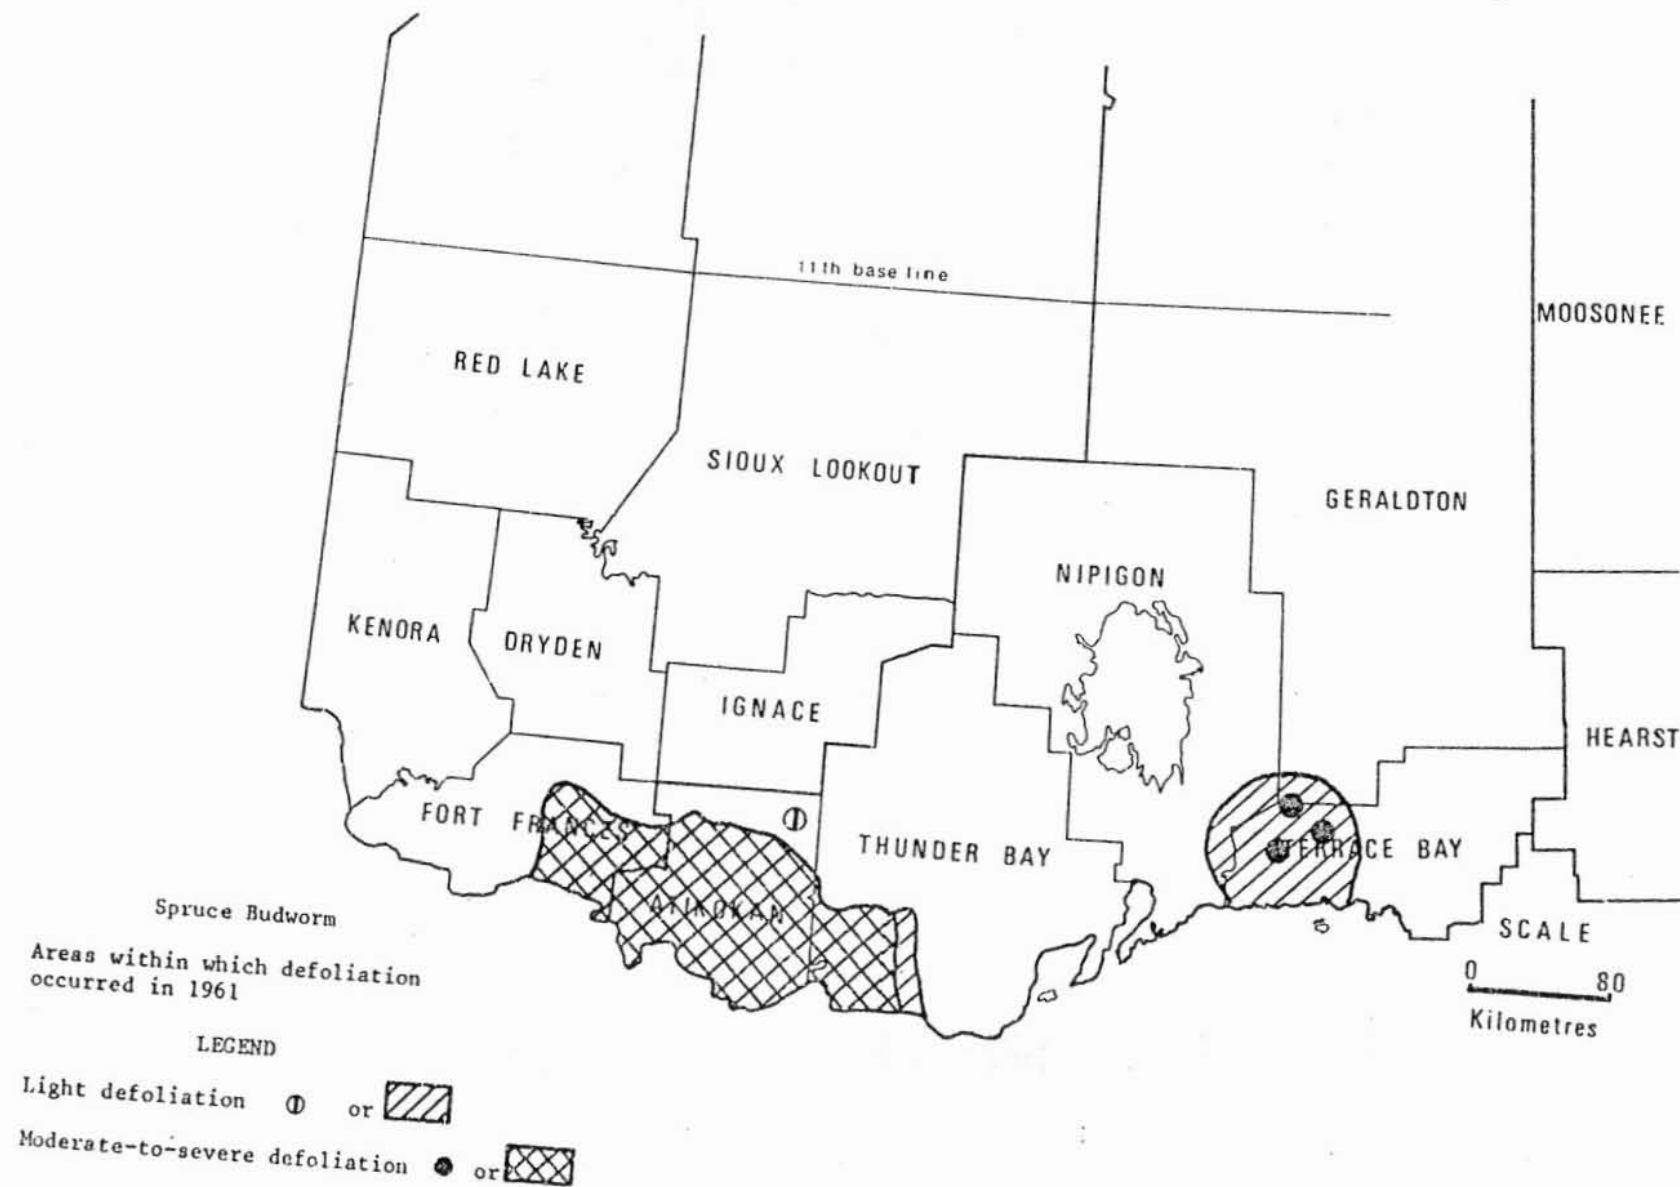 11th base line
MOOSONEE
RED LAKE
SIOUX LOOKOUT
GERALDTON
NIPIGON
KENORA
DRYDEN
IGNACE
HEARST
FORT FRANCES
THUNDER BAY
TERRACE BAY
ATIKOKAN
Spruce Budworm
Areas within which defoliation
occurred in 1961
LEGEND
Light defoliation or
Moderate-to-severe defoliation or
SCALE
0 80
Kilometres